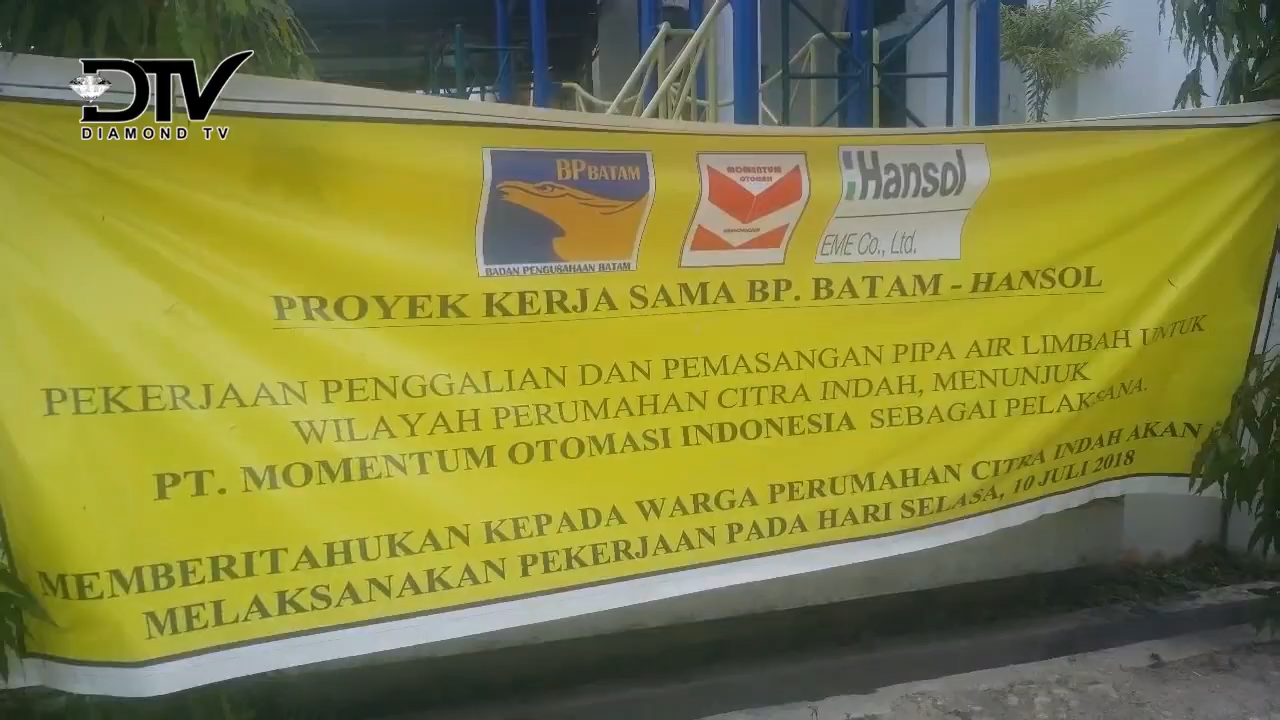 DTV
DIAMOND TV
BP BATAM
BADAN PENGUSAHAAN BATAM
MOMENTUM
OTOMASI
Hansol
EME Co., Ltd.
PROYEK KERJA SAMA BP. BATAM - HANSOL
PEKERJAAN PENGGALIAN DAN PEMASANGAN PIPA AIR LIMBAH UNTUK
WILAYAH PERUMAHAN CITRA INDAH, MENUNJUK
PT. MOMENTUM OTOMASI INDONESIA SEBAGAI PELAKSANA.
MEMBERITAHUKAN KEPADA WARGA PERUMAHAN CITRA INDAH AKAN
MELAKSANAKAN PEKERJAAN PADA HARI SELASA, 10 JULI 2018